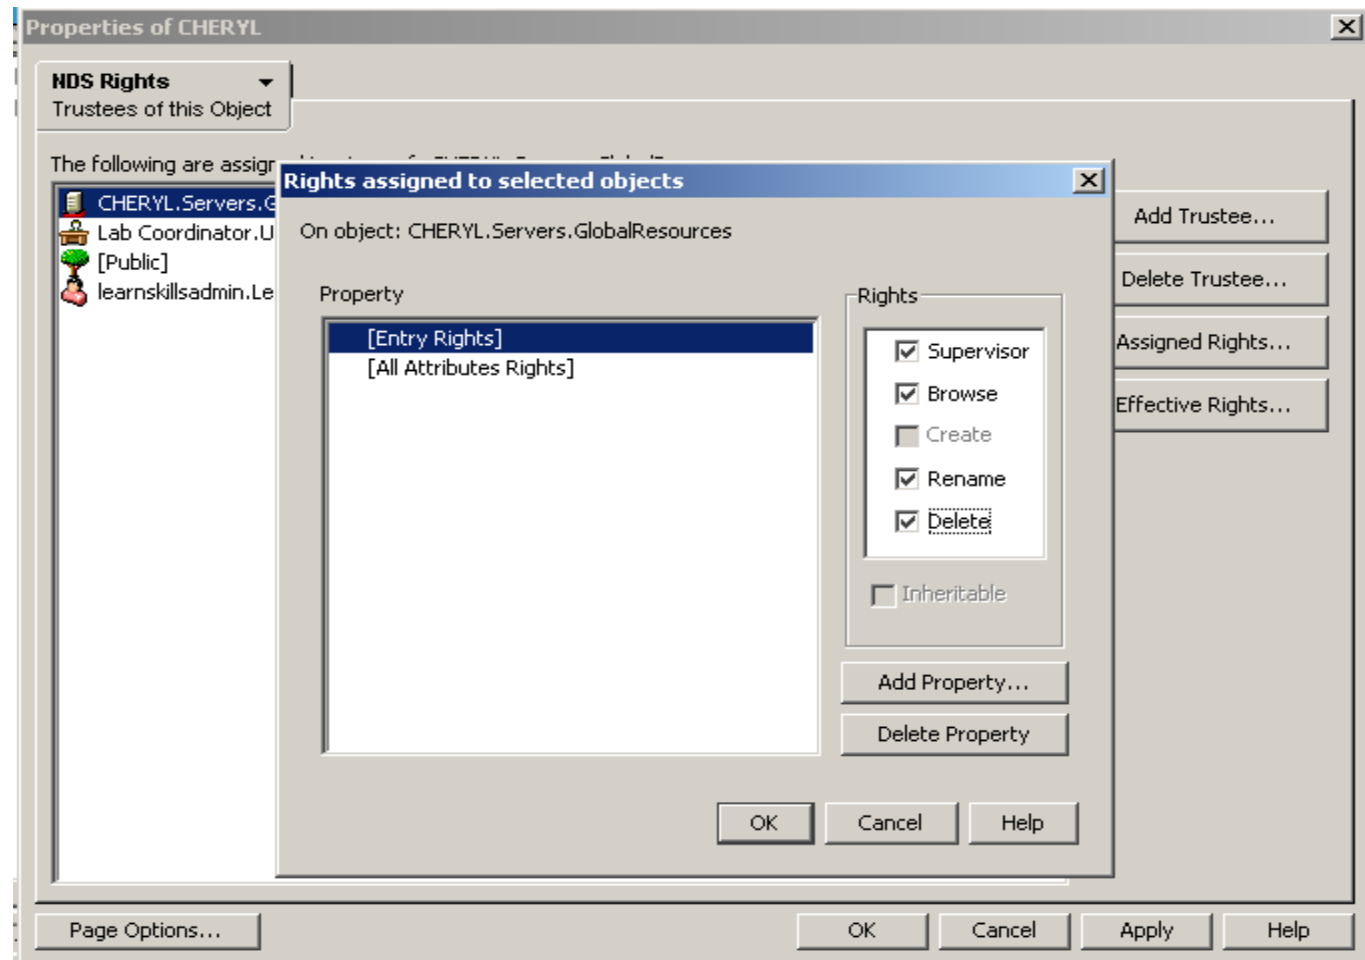 Properties of CHERYL
NDS Rights
Trustees of this Object
The following are assign
Rights assigned to selected objects
CHERYL.Servers.G
Lab Coordinator.U
[Public]
learnskillsadmin.Le
On object: CHERYL.Servers.GlobalResources
Property
[Entry Rights]
[All Attributes Rights]
Rights
Supervisor
Browse
Create
Rename
Delete
Inheritable
Add Property...
Delete Property
OK
Cancel
Help
Add Trustee...
Delete Trustee...
Assigned Rights...
Effective Rights...
Page Options...
OK
Cancel
Apply
Help